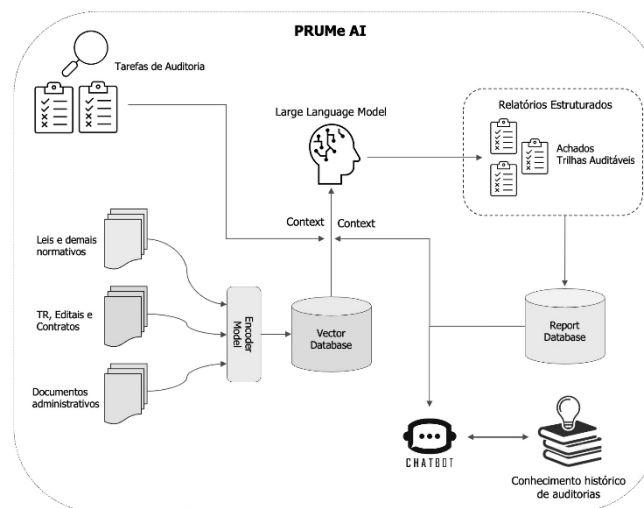 PRUMe AI
Tarefas de Auditoria
Large Language Model
Relatórios Estruturados
Achados
Trilhas Auditáveis
Context
Context
Leis e demais
normativos
TR, Editais e
Contratos
Documentos
administrativos
Encoder
Model
Vector
Database
Report
Database
CHATBOT
Conhecimento histórico
de auditorias